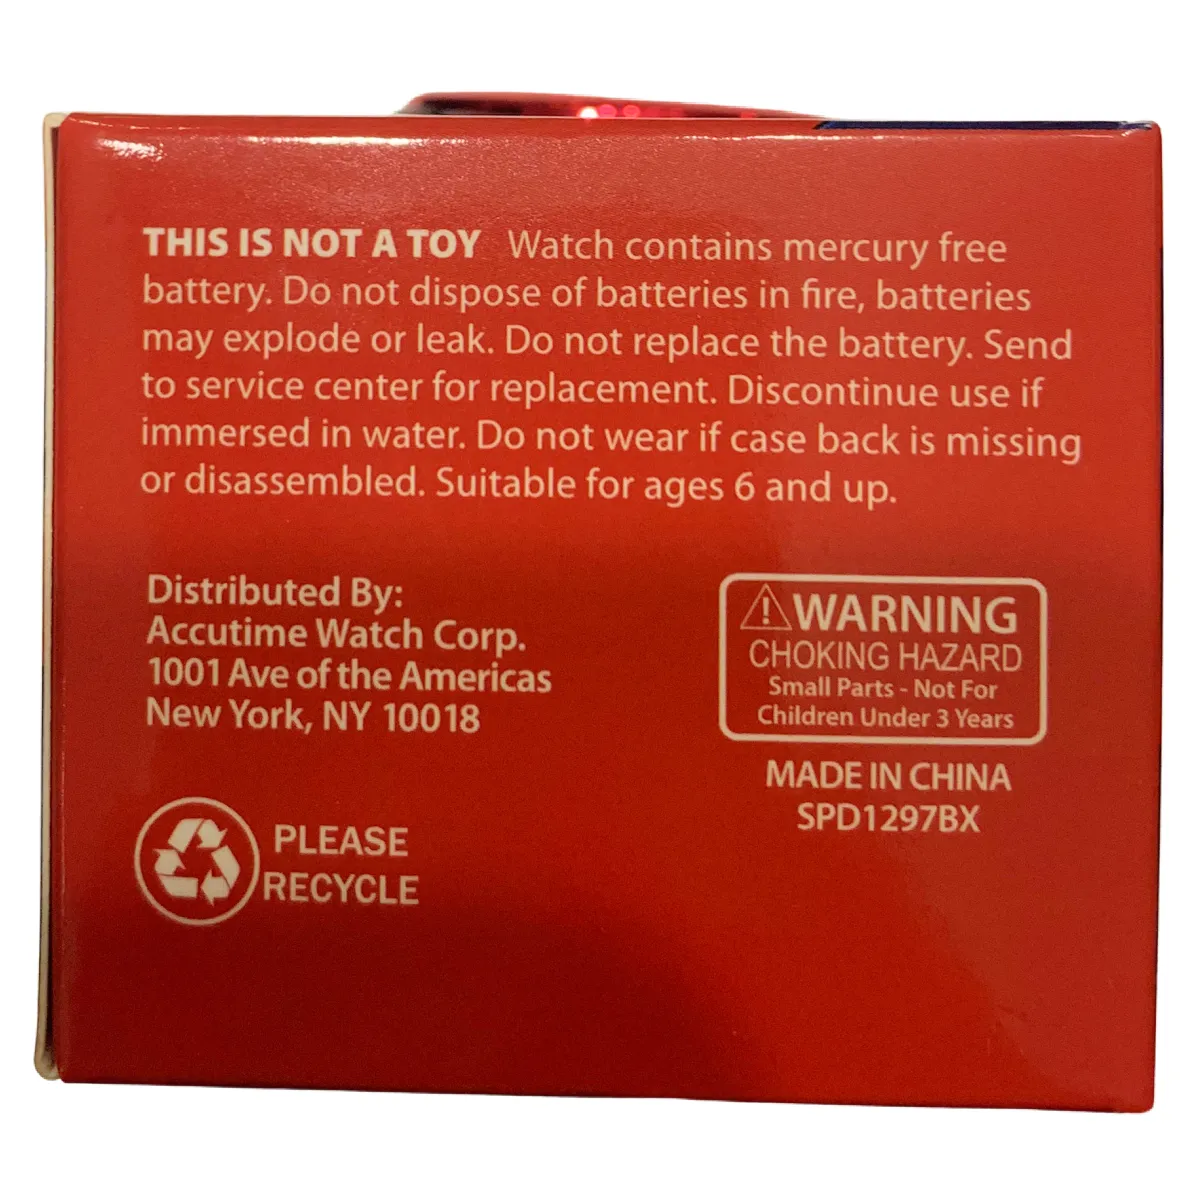 THIS IS NOT A TOY Watch contains mercury free
battery. Do not dispose of batteries in fire, batteries
may explode or leak. Do not replace the battery. Send
to service center for replacement. Discontinue use if
immersed in water. Do not wear if case back is missing
or disassembled. Suitable for ages 6 and up.
Distributed By:
Accutime Watch Corp.
1001 Ave of the Americas
New York, NY 10018
WARNING
CHOKING HAZARD
Small Parts - Not For
Children Under 3 Years
MADE IN CHINA
SPD1297BX
PLEASE
RECYCLE